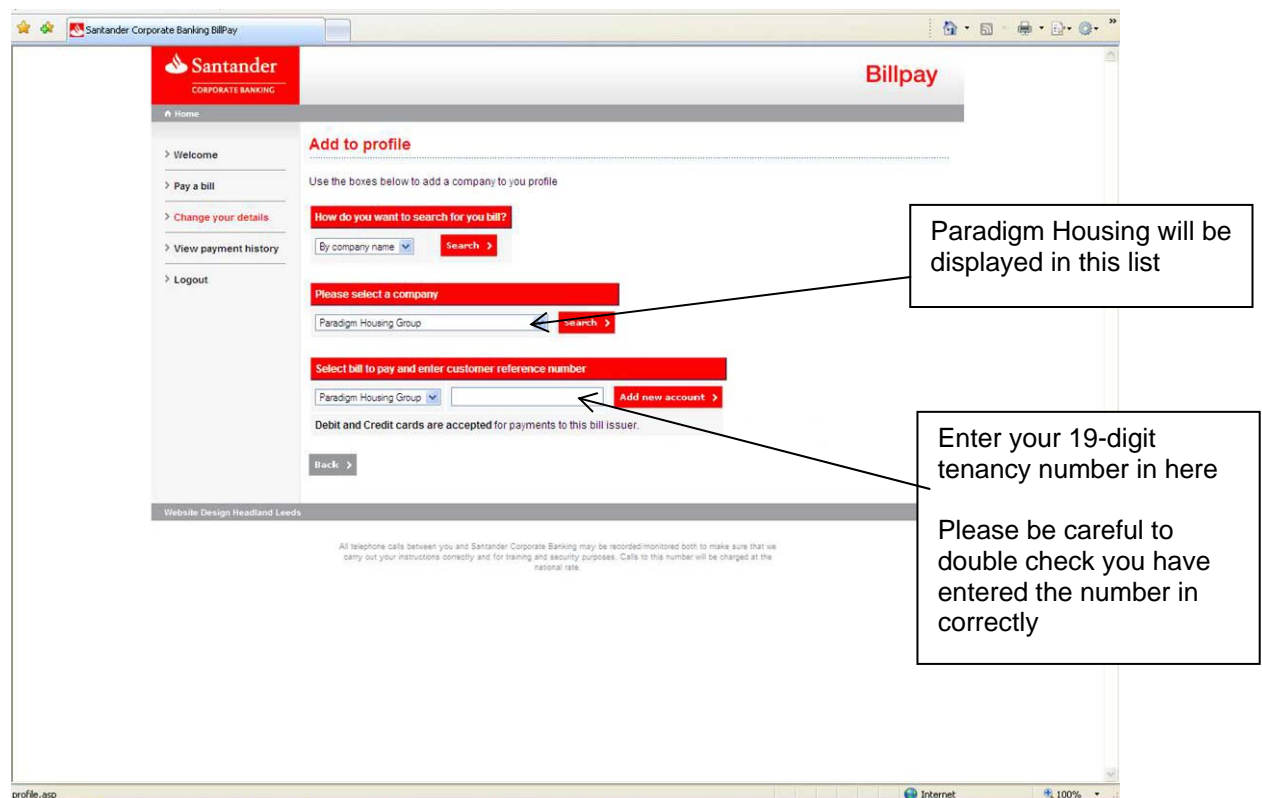 Santander Corporate Banking BillPay
Santander
CORPORATE BANKING
Billpay
Home
> Welcome
> Pay a bill
> Change your details
> View payment history
> Logout
Add to profile
Use the boxes below to add a company to you profile
How do you want to search for you bill?
By company name
Search >
Please select a company
Paradigm Housing Group
Search >
Select bill to pay and enter customer reference number
Paradigm Housing Group
Add new account >
Debit and Credit cards are accepted for payments to this bill issuer.
Back >
Website Design Headland Leeds
All telephone calls between you and Santander Corporate Banking may be recorded/monitored both to make sure that we
carry out your instructions correctly and for training and security purposes. Calls to this number will be charged at the
national rate.
Paradigm Housing will be
displayed in this list
Enter your 19-digit
tenancy number in here
Please be careful to
double check you have
entered the number in
correctly
profile.asp
Internet
100%